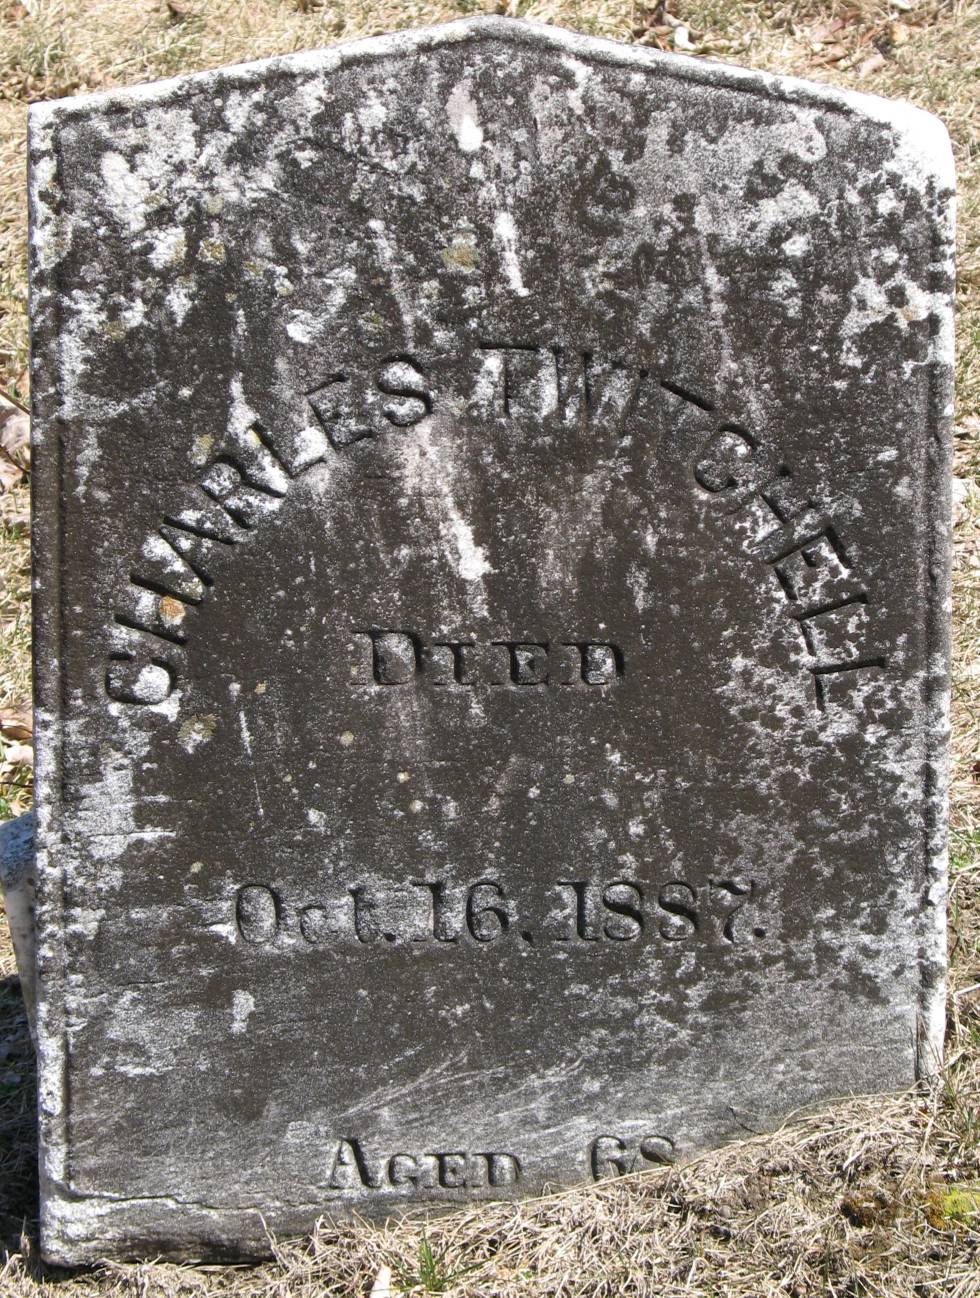 CHARLES TWITCHELL
DIED
Oct. 16, 1887.
AGED 68